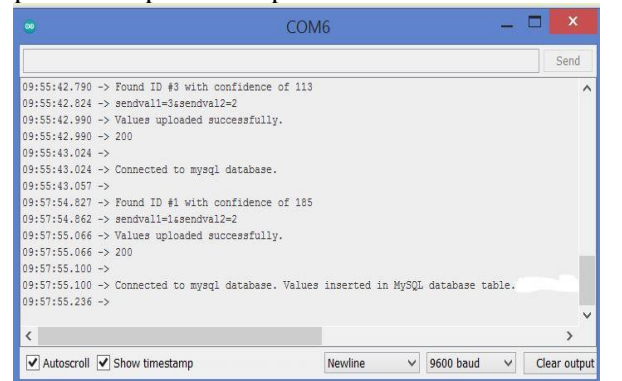 COM6
Send
09:55:42.790 -> Found ID #3 with confidence of 113
09:55:42.824 -> sendval1=3&sendval2=2
09:55:42.990 -> Values uploaded successfully.
09:55:42.990 -> 200
09:55:43.024 ->
09:55:43.024 -> Connected to mysql database.
09:55:43.057 ->
09:57:54.827 -> Found ID #1 with confidence of 185
09:57:54.862 -> sendval1=1&sendval2=2
09:57:55.066 -> Values uploaded successfully.
09:57:55.066 -> 200
09:57:55.100 ->
09:57:55.100 -> Connected to mysql database. Values inserted in MySQL database table.
09:57:55.236 ->
Autoscroll Show timestamp Newline 9600 baud Clear output